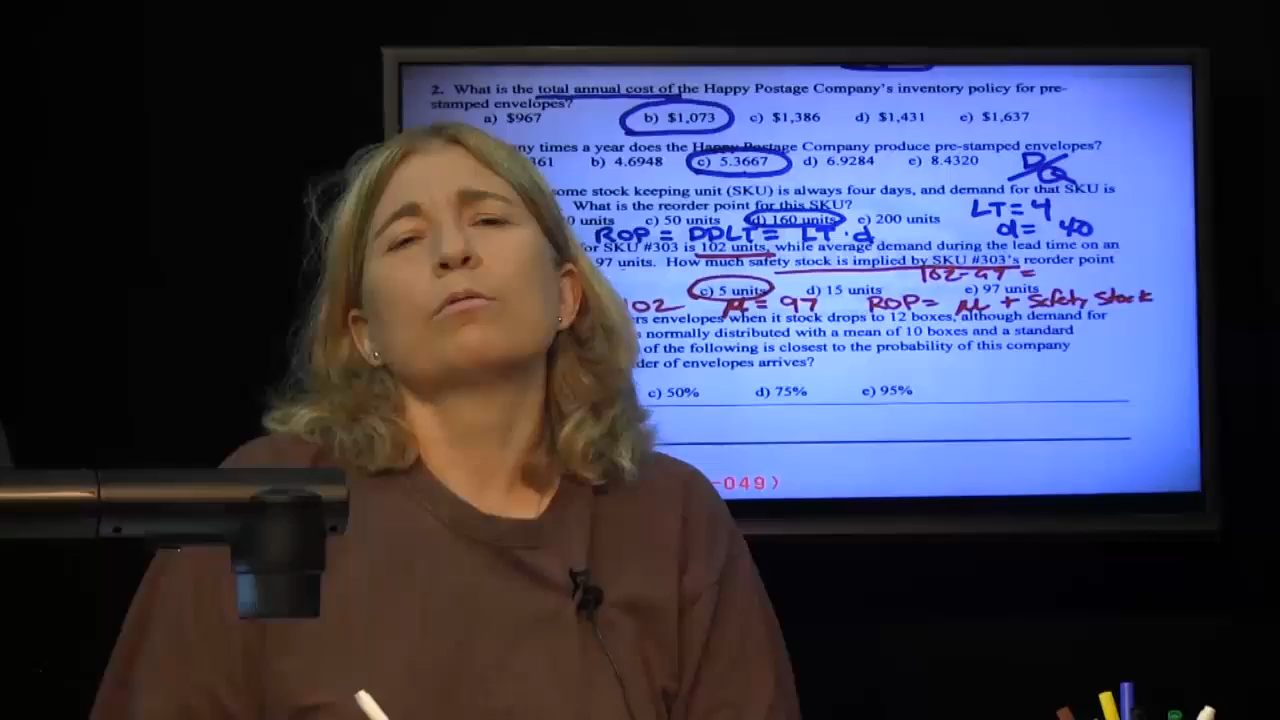 2. What is the total annual cost of the Happy Postage Company's inventory policy for pre-
stamped envelopes?
a) $967 b) $1,073 c) $1,386 d) $1,431 e) $1,637
any times a year does the Happy Postage Company produce pre-stamped envelopes?
361 b) 4.6948 c) 5.3667 d) 6.9284 e) 8.4320
D/Q
some stock keeping unit (SKU) is always four days, and demand for that SKU is
What is the reorder point for this SKU?
LT = 4
0 units c) 50 units d) 160 units e) 200 units
d = 40
ROP = DDLT = LT · d
for SKU #303 is 102 units, while average demand during the lead time on an
97 units. How much safety stock is implied by SKU #303's reorder point
102-97 =
c) 5 units d) 15 units e) 97 units
102 μ = 97 ROP = μ + Safety Stock
rs envelopes when it stock drops to 12 boxes, although demand for
s normally distributed with a mean of 10 boxes and a standard
of the following is closest to the probability of this company
der of envelopes arrives?
c) 50% d) 75% e) 95%
-049)